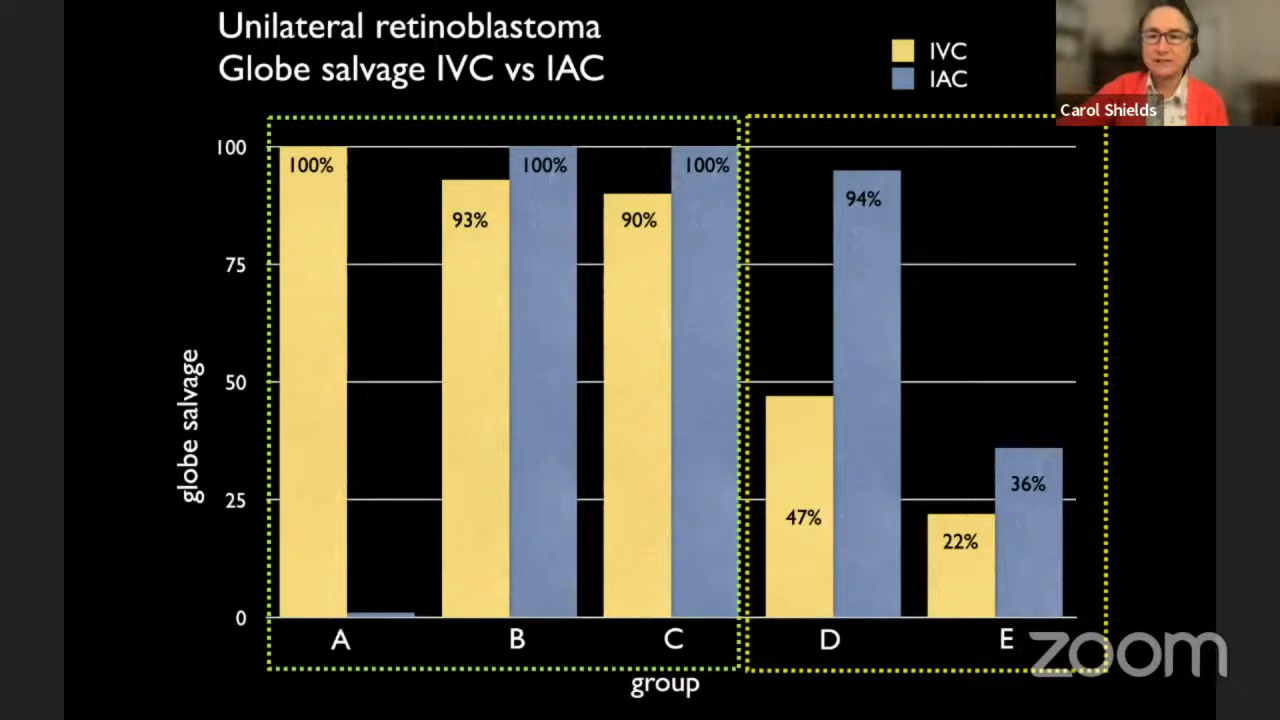 Unilateral retinoblastoma
Globe salvage IVC vs IAC
IVC
IAC
Carol Shields
100
75
50
25
0
globe salvage
100%
93%
100%
90%
100%
47%
94%
22%
36%
A
B
C
D
E
group
zoom